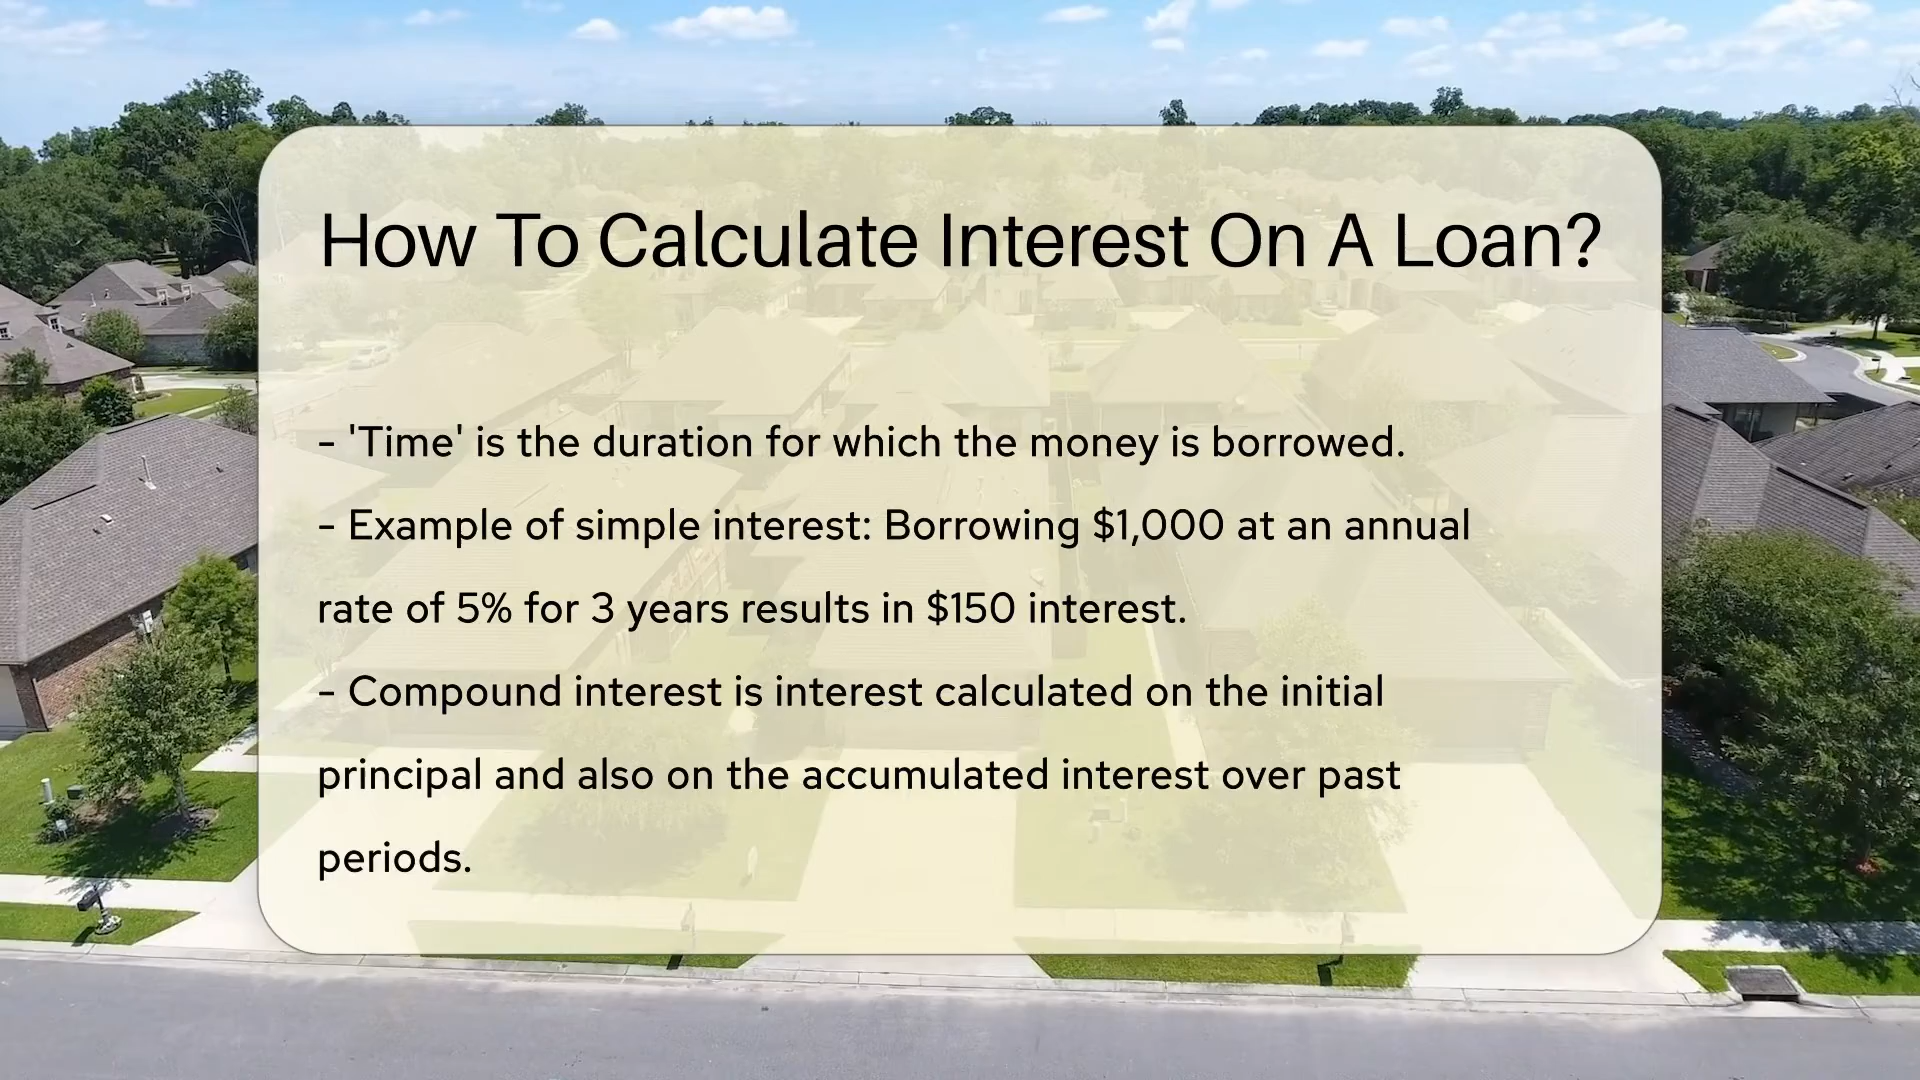 How To Calculate Interest On A Loan?
- 'Time' is the duration for which the money is borrowed.
- Example of simple interest: Borrowing $1,000 at an annual
rate of 5% for 3 years results in $150 interest.
- Compound interest is interest calculated on the initial
principal and also on the accumulated interest over past
periods.